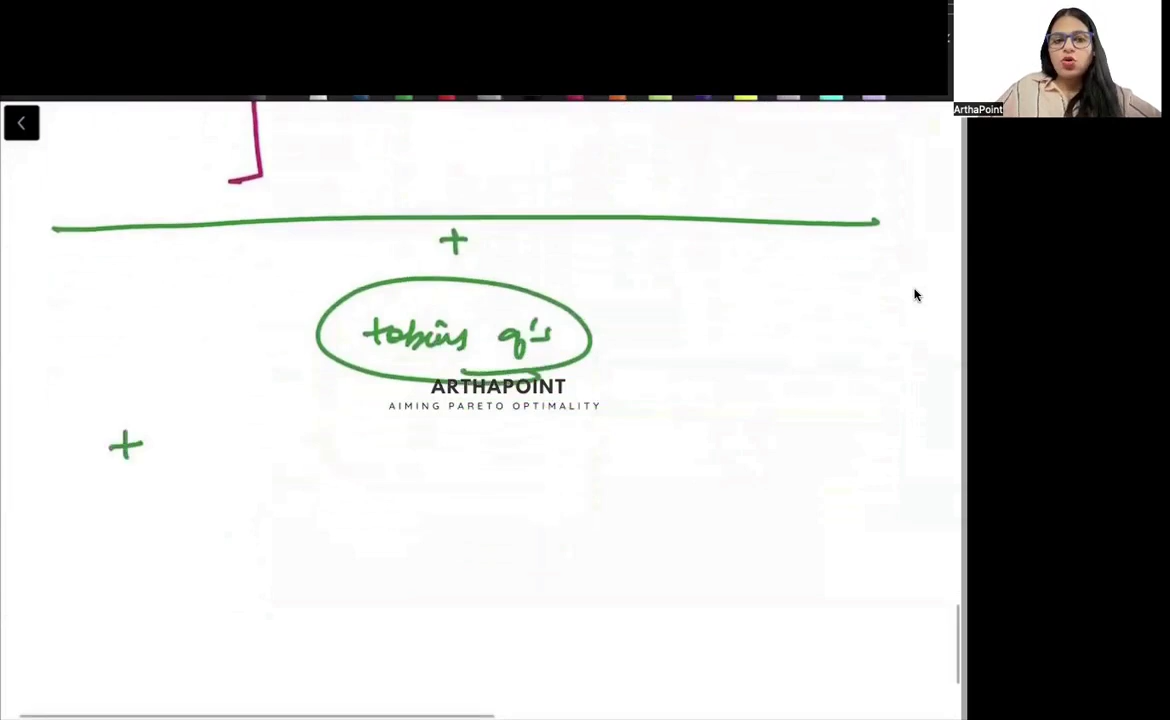 ArthaPoint
+
tobins q's
ARTHAPOINT
AIMING PARETO OPTIMALITY
+